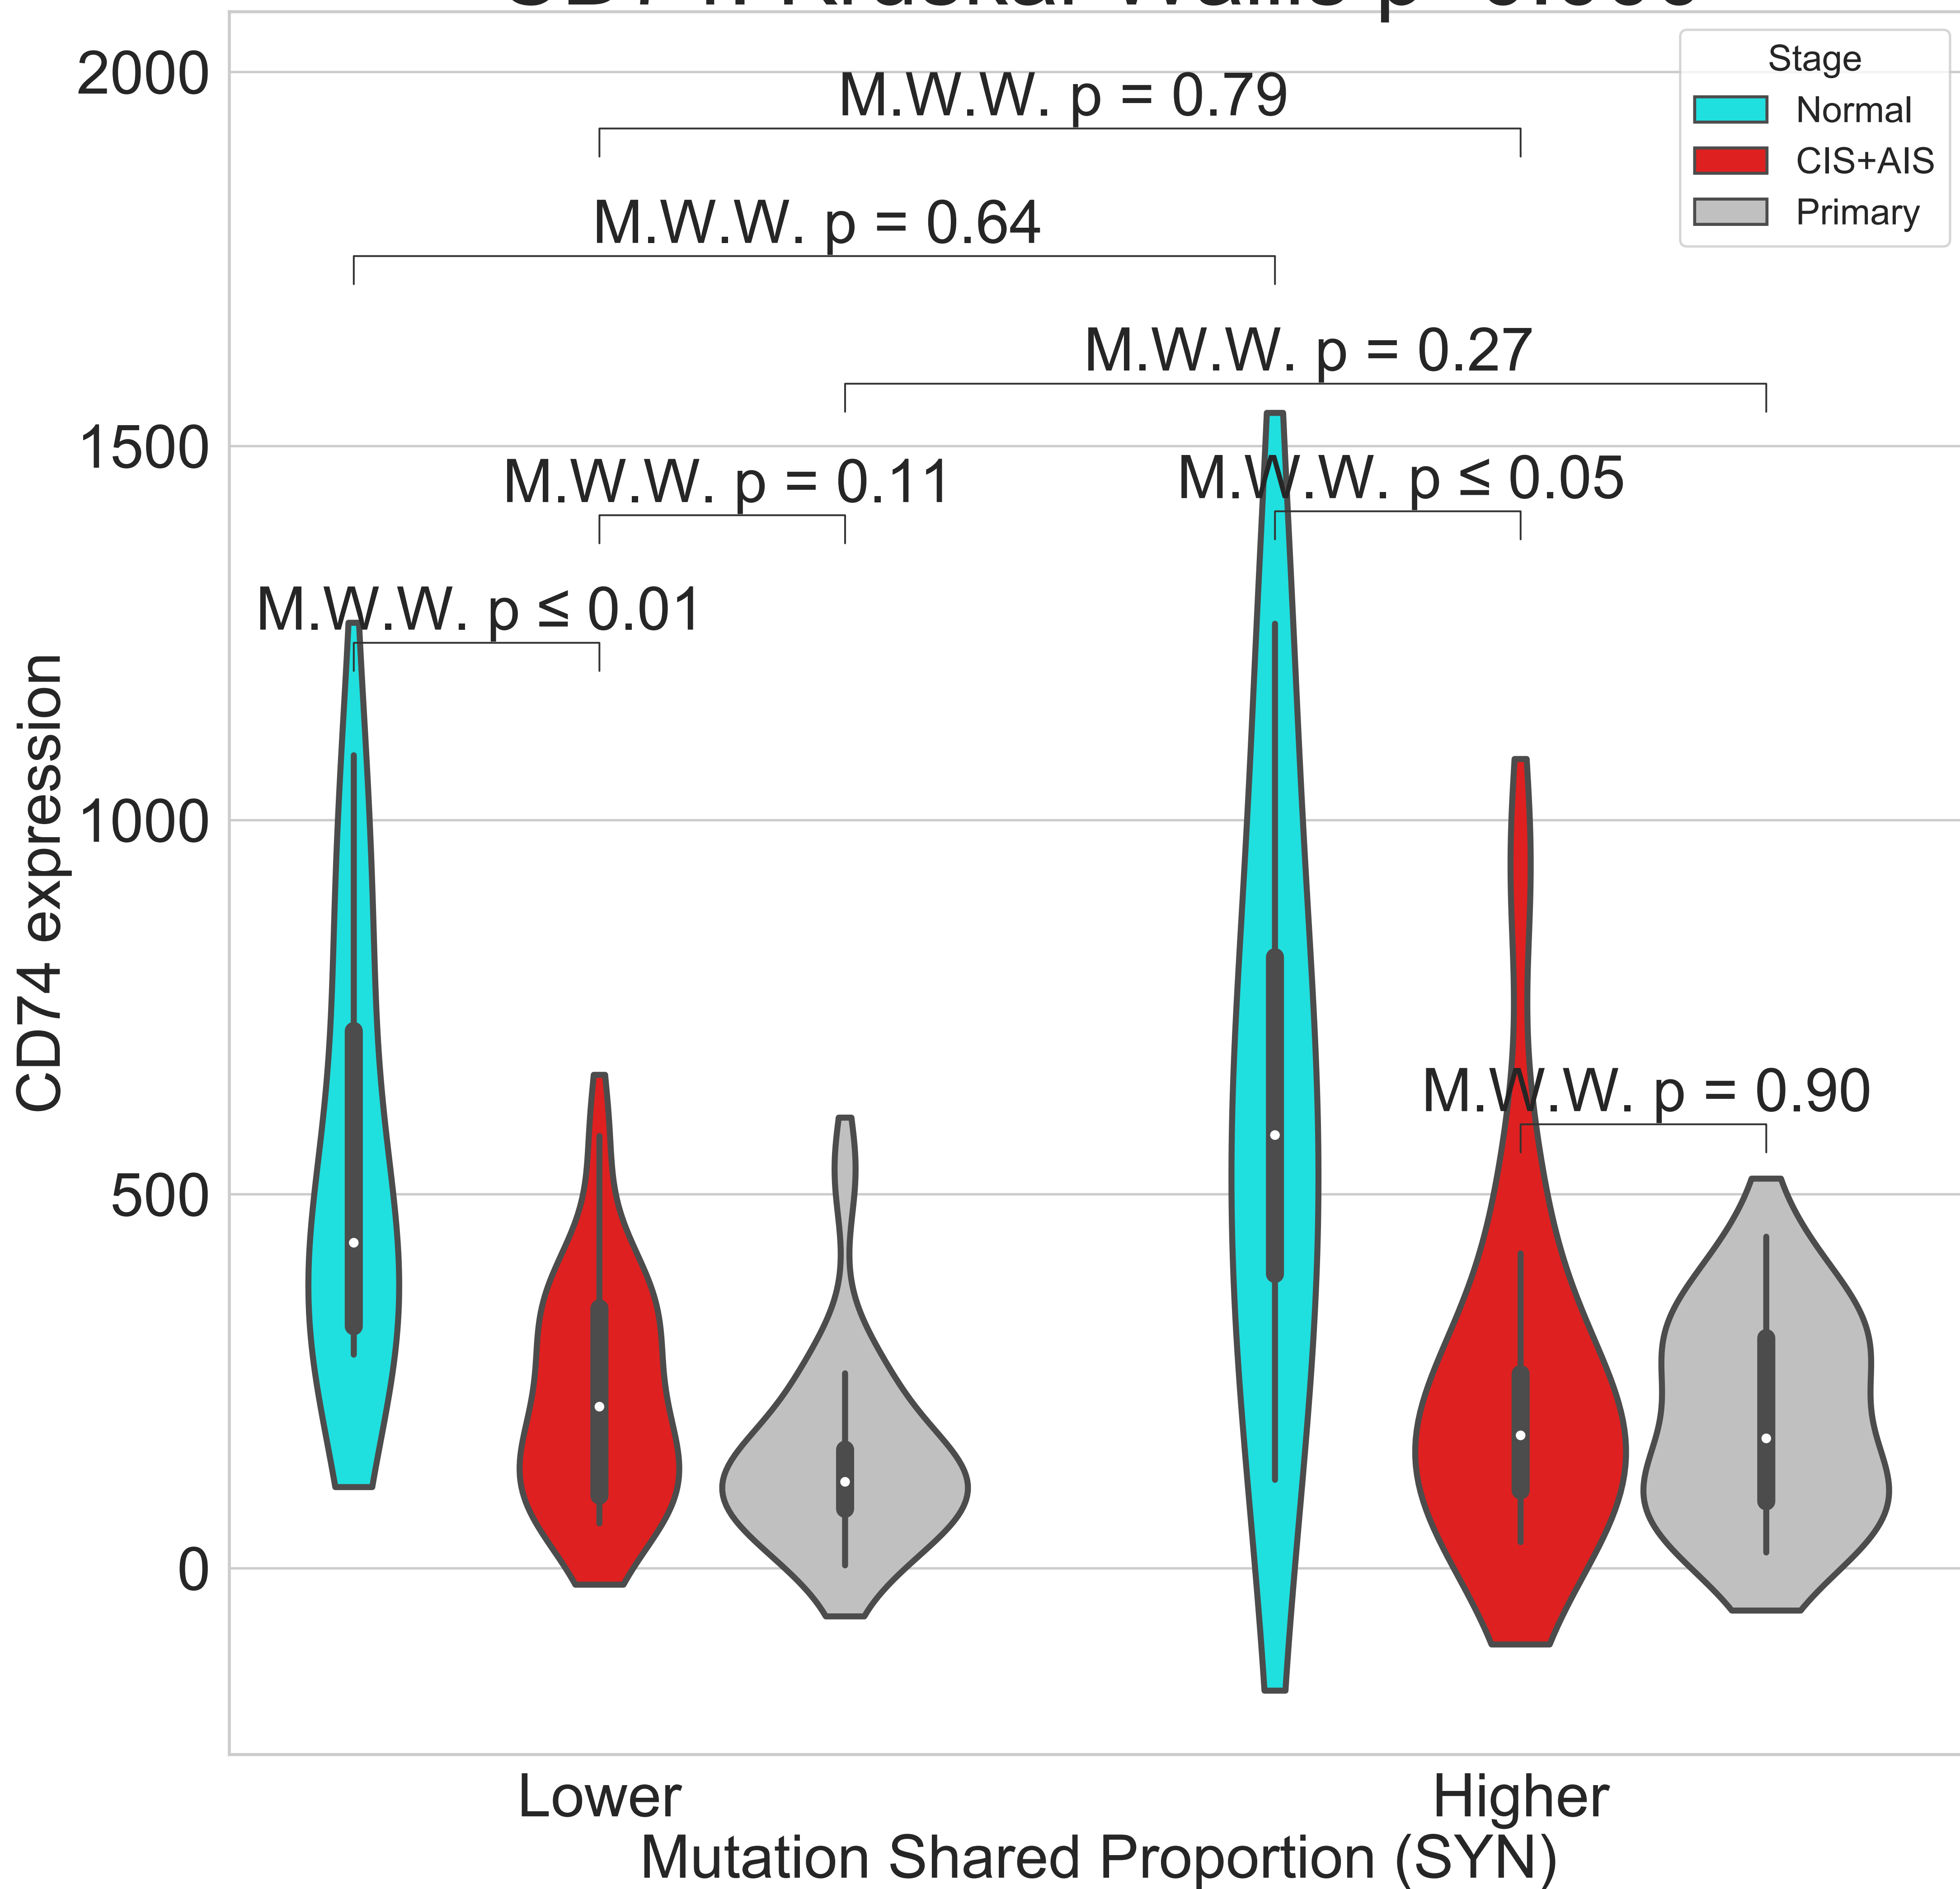 Stage
Normal
CIS+AIS
Primary
2000
1500
1000
500
0
CD74 expression
M.W.W. p = 0.79
M.W.W. p = 0.64
M.W.W. p = 0.27
M.W.W. p = 0.11
M.W.W. p ≤ 0.05
M.W.W. p ≤ 0.01
M.W.W. p = 0.90
Lower
Higher
Mutation Shared Proportion (SYN)